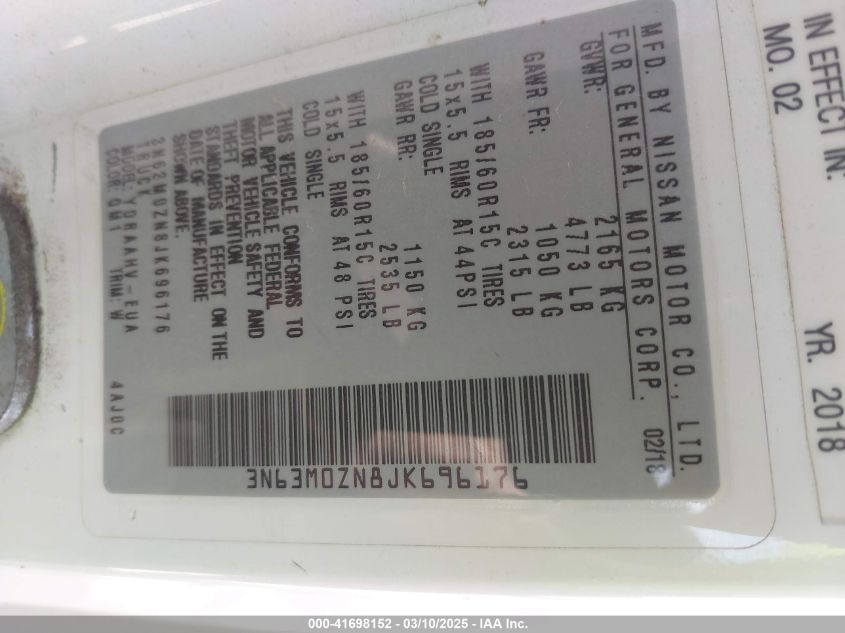 MFD. BY NISSAN MOTOR CO., LTD.
FOR GENERAL MOTORS CORP. 02/18
GVWR: 2165 KG
4773 LB
GAWR FR: 1050 KG
2315 LB
WITH 185/60R15C TIRES
15x5.5 RIMS AT 44PSI
COLD SINGLE
GAWR RR: 1150 KG
2535 LB
WITH 185/60R15C TIRES
15x5.5 RIMS AT 48 PSI
COLD SINGLE
THIS VEHICLE CONFORMS TO
ALL APPLICABLE FEDERAL
MOTOR VEHICLE SAFETY AND
THEFT PREVENTION
STANDARDS IN EFFECT ON THE
DATE OF MANUFACTURE
SHOWN ABOVE.
3N63M0ZN8JK696176
TRUCK
MODEL: YDRAAHV-EUA
COLOR: QM1 TRIM: W
4AJ0C
3N63M0ZN8JK696176
IN EFFECT IN:
MO. 02 YR. 2018
000-41698152 — 03/10/2025 — IAA Inc.